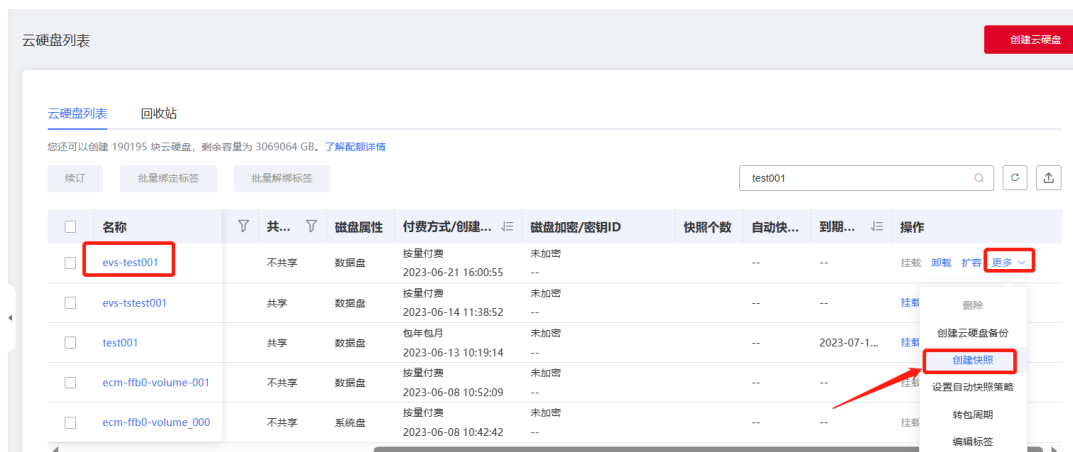 云硬盘列表
创建云硬盘
云硬盘列表 回收站
您还可以创建 190195 块云硬盘，剩余容量为 3069064 GB。了解配额详情
续订 批量绑定标签 批量解绑标签 test001
名称 共... 磁盘属性 付费方式/创建... 磁盘加密/密钥ID 快照个数 自动快... 到期... 操作
evs-test001 不共享 数据盘 按量付费 未加密 -- -- 挂载 卸载 扩容 更多
2023-06-21 16:00:55 --
evs-tstest001 共享 数据盘 按量付费 未加密 -- -- 挂载
2023-06-14 11:38:52 --
删除
test001 共享 数据盘 包年包月 未加密 -- 2023-07-1... 挂载
2023-06-13 10:19:14 --
创建云硬盘备份
创建快照
ecm-ffb0-volume-001 不共享 数据盘 按量付费 未加密 -- -- 挂载
2023-06-08 10:52:09 --
设置自动快照策略
ecm-ffb0-volume_000 不共享 系统盘 按量付费 未加密 -- -- 挂载
2023-06-08 10:42:42 --
转包周期
编辑标签